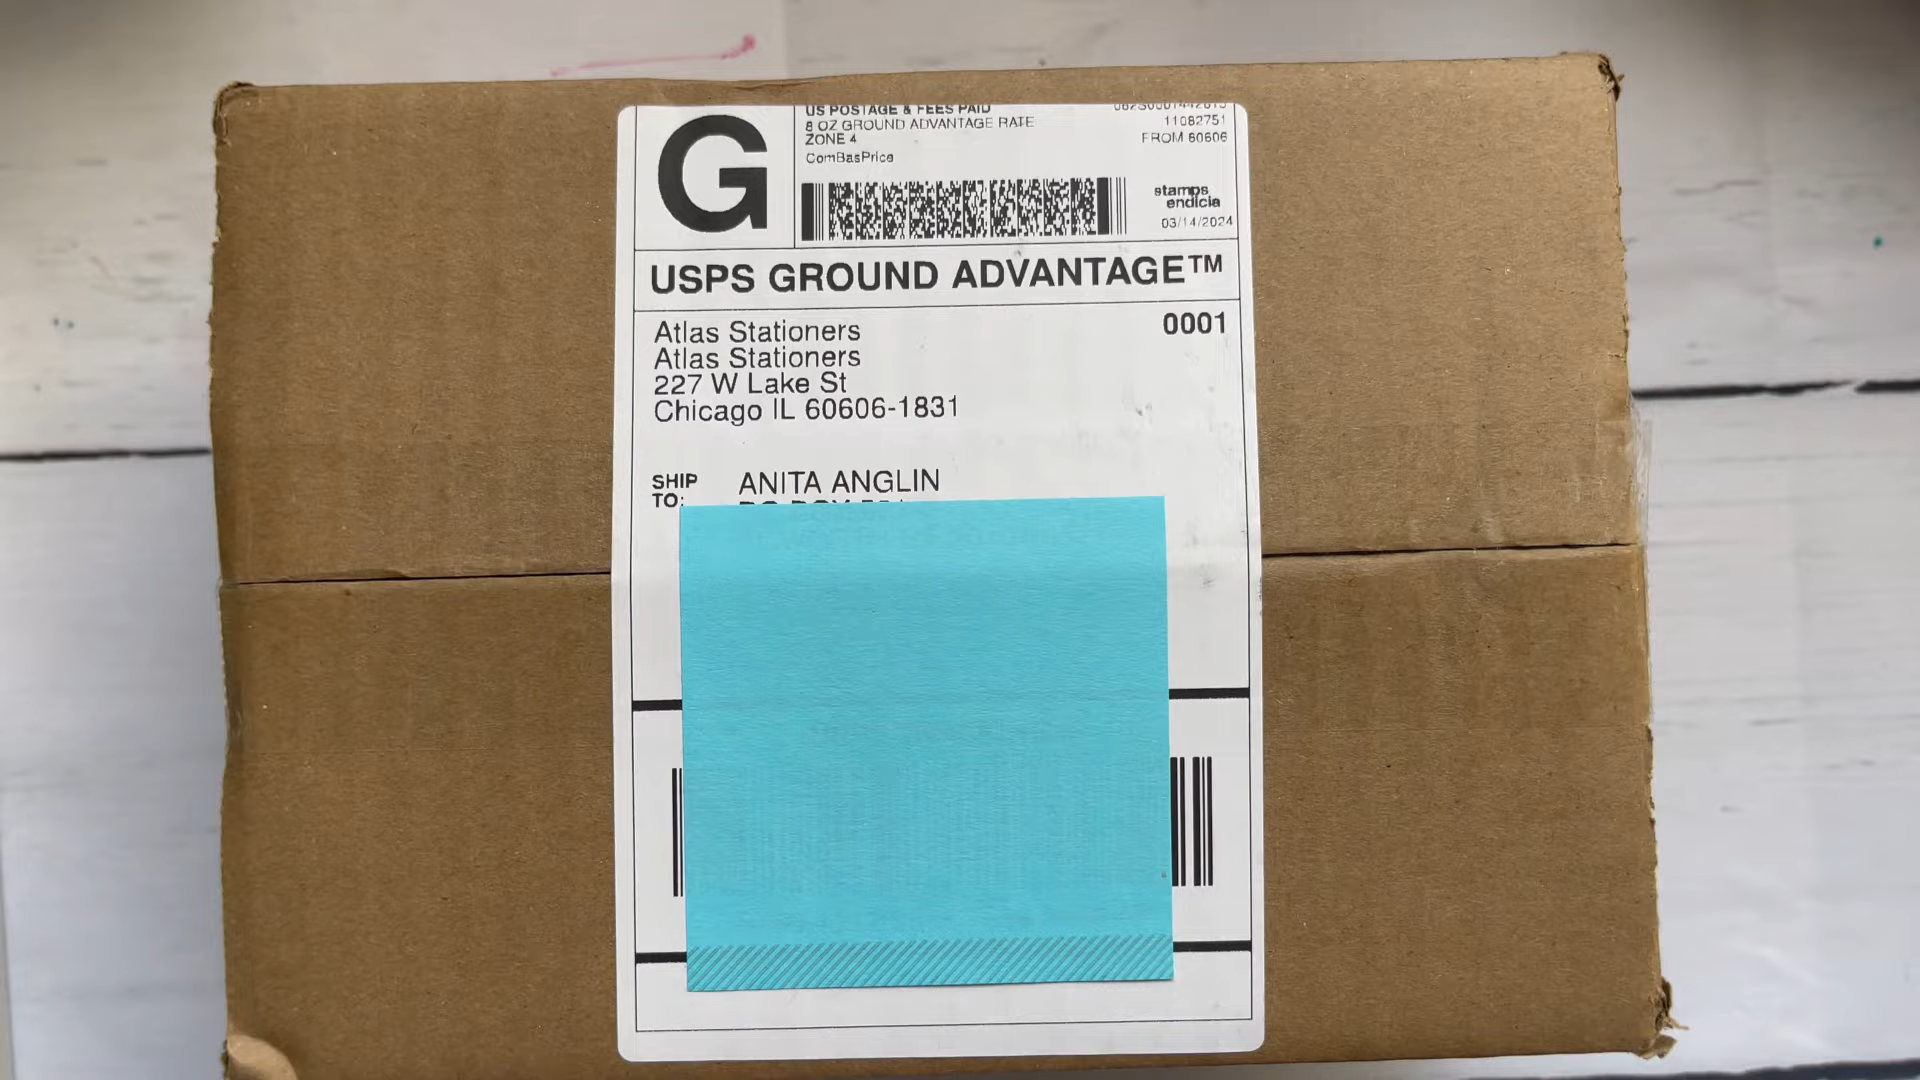 G
US POSTAGE & FEES PAID
8 OZ GROUND ADVANTAGE RATE
ZONE 4
ComBasPrice
11082751
FROM 60606
stamps
endicia
03/14/2024
USPS GROUND ADVANTAGE™
Atlas Stationers
0001
Atlas Stationers
227 W Lake St
Chicago IL 60606-1831
SHIP
TO:
ANITA ANGLIN
PO BOX